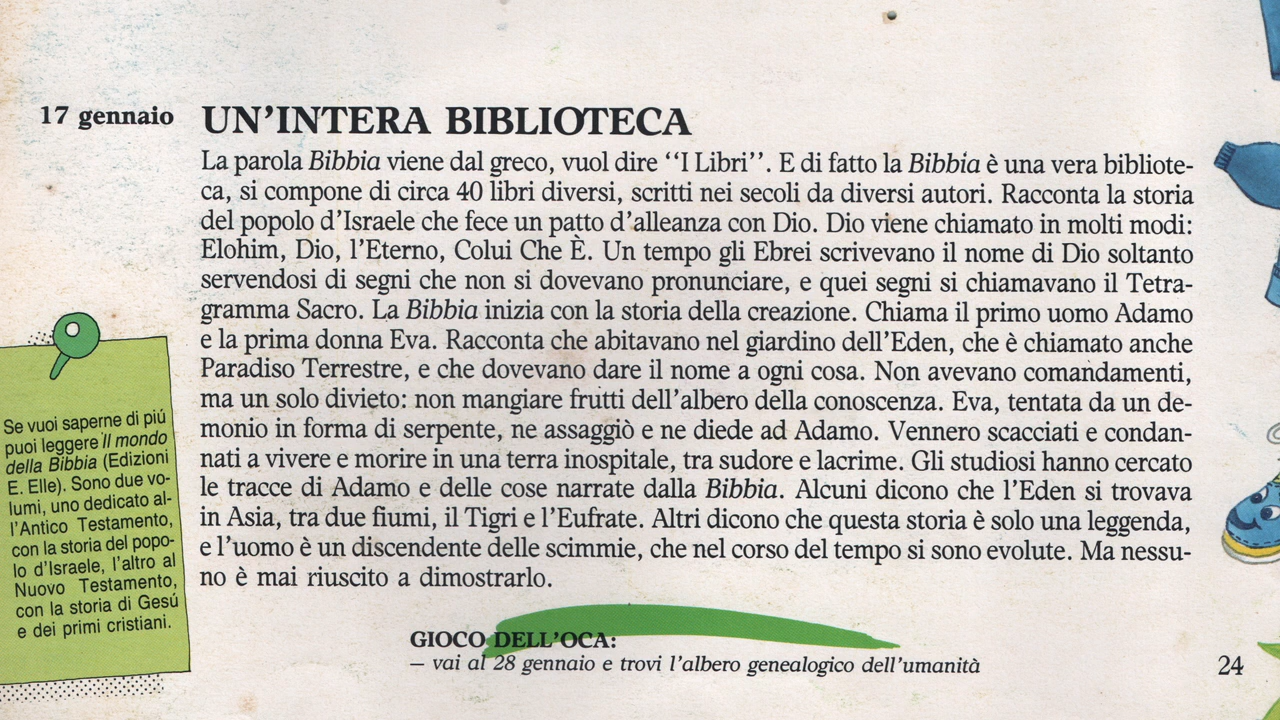 17 gennaio
UN'INTERA BIBLIOTECA
La parola Bibbia viene dal greco, vuol dire ‘‘I Libri’’. E di fatto la Bibbia è una vera bibliote-
ca, si compone di circa 40 libri diversi, scritti nei secoli da diversi autori. Racconta la storia
del popolo d'Israele che fece un patto d'alleanza con Dio. Dio viene chiamato in molti modi:
Elohim, Dio, l'Eterno, Colui Che È. Un tempo gli Ebrei scrivevano il nome di Dio soltanto
servendosi di segni che non si dovevano pronunciare, e quei segni si chiamavano il Tetra-
gramma Sacro. La Bibbia inizia con la storia della creazione. Chiama il primo uomo Adamo
e la prima donna Eva. Racconta che abitavano nel giardino dell'Eden, che è chiamato anche
Paradiso Terrestre, e che dovevano dare il nome a ogni cosa. Non avevano comandamenti,
ma un solo divieto: non mangiare frutti dell'albero della conoscenza. Eva, tentata da un de-
monio in forma di serpente, ne assaggiò e ne diede ad Adamo. Vennero scacciati e condan-
nati a vivere e morire in una terra inospitale, tra sudore e lacrime. Gli studiosi hanno cercato
le tracce di Adamo e delle cose narrate dalla Bibbia. Alcuni dicono che l'Eden si trovava
in Asia, tra due fiumi, il Tigri e l'Eufrate. Altri dicono che questa storia è solo una leggenda,
e l'uomo è un discendente delle scimmie, che nel corso del tempo si sono evolute. Ma nessu-
no è mai riuscito a dimostrarlo.
Se vuoi saperne di piú
puoi leggere Il mondo
della Bibbia (Edizioni
E. Elle). Sono due vo-
lumi, uno dedicato al-
l'Antico Testamento,
con la storia del popo-
lo d'Israele, l'altro al
Nuovo Testamento,
con la storia di Gesú
e dei primi cristiani.
GIOCO DELL'OCA:
– vai al 28 gennaio e trovi l'albero genealogico dell'umanità
24